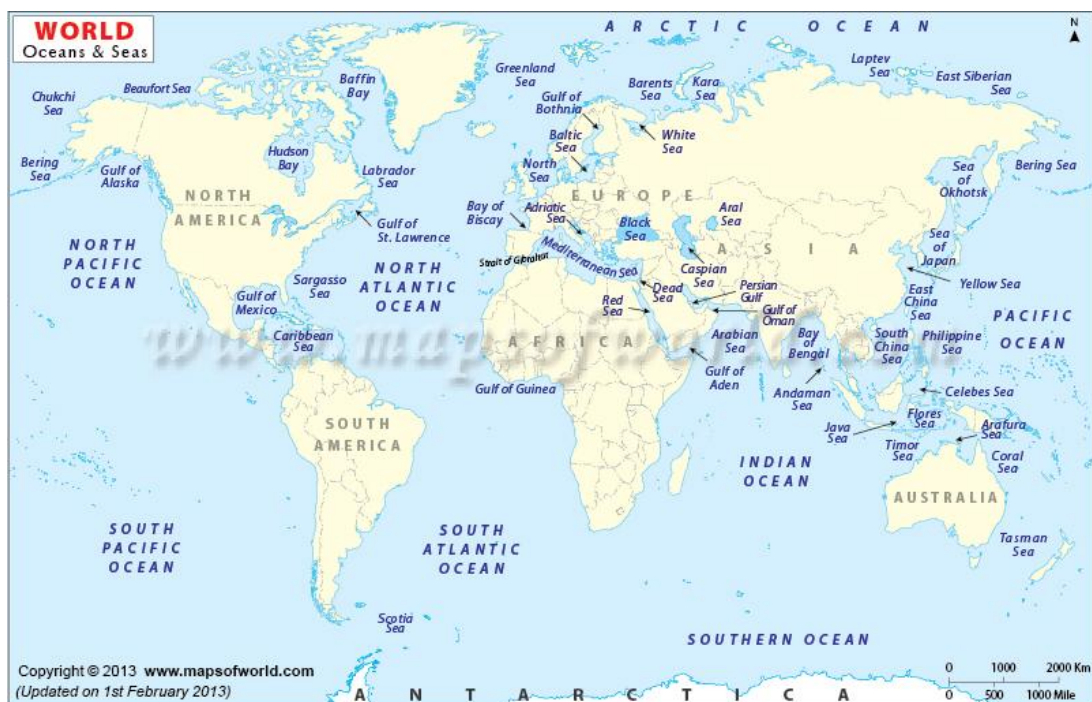 WORLD
Oceans & Seas
ARCTIC OCEAN
N
Greenland
Sea
Barents
Sea
Kara
Sea
Laptev
Sea
East Siberian
Sea
Chukchi
Sea
Beaufort Sea
Baffin
Bay
Gulf of
Bothnia
White
Sea
Baltic
Sea
Bering
Sea
Gulf of
Alaska
Hudson
Bay
Labrador
Sea
North
Sea
Sea
of
Okhotsk
Bering Sea
NORTH
AMERICA
EUROPE
ASIA
Gulf of
St. Lawrence
Bay of
Biscay
Adriatic
Sea
Black
Sea
Aral
Sea
Sea
of
Japan
NORTH
PACIFIC
OCEAN
NORTH
ATLANTIC
OCEAN
Strait of Gibraltar
Mediterranean Sea
Caspian
Sea
Yellow Sea
Sargasso
Sea
Dead
Sea
Persian
Gulf
East
China
Sea
Gulf of
Mexico
Red
Sea
Gulf of
Oman
PACIFIC
OCEAN
www.mapsofworld.com
Caribbean
Sea
AFRICA
Arabian
Sea
Bay
of
Bengal
South
China
Sea
Philippine
Sea
Gulf of Guinea
Gulf of
Aden
Andaman
Sea
Celebes Sea
SOUTH
AMERICA
Java
Sea
Flores
Sea
Arafura
Sea
Timor
Sea
Coral
Sea
INDIAN
OCEAN
AUSTRALIA
SOUTH
PACIFIC
OCEAN
SOUTH
ATLANTIC
OCEAN
Tasman
Sea
Scotia
Sea
SOUTHERN OCEAN
Copyright © 2013 www.mapsofworld.com
(Updated on 1st February 2013)
0 1000 2000 Km
0 500 1000 Mile
ANTARCTICA